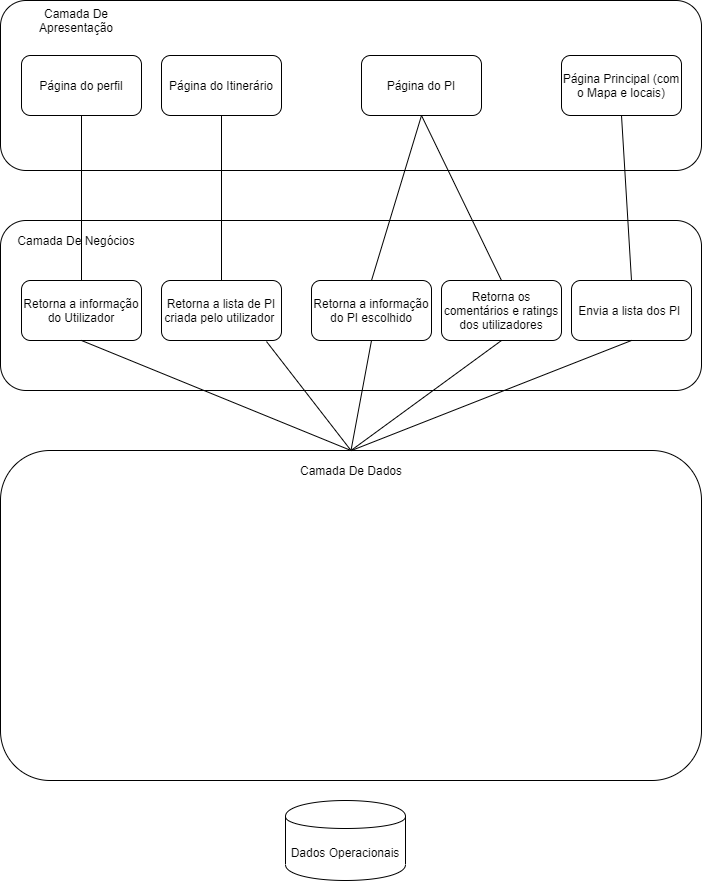 Camada De
Apresentação
Página do perfil
Página do Itinerário
Página do PI
Página Principal (com
o Mapa e locais)
Camada De Negócios
Retorna a informação
do Utilizador
Retorna a lista de PI
criada pelo utilizador
Retorna a informação
do PI escolhido
Retorna os
comentários e ratings
dos utilizadores
Envia a lista dos PI
Camada De Dados
Dados Operacionais